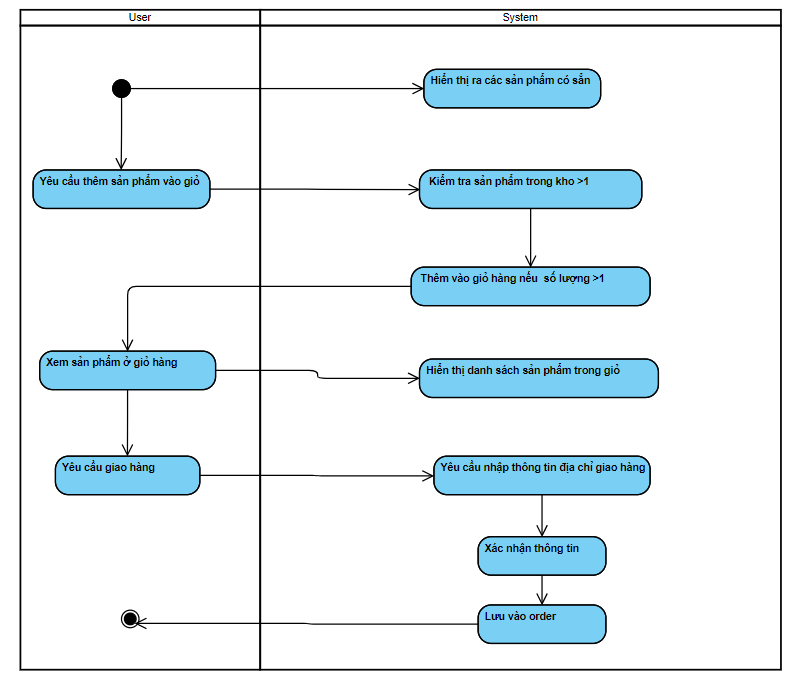 User
System
Hiển thị ra các sản phẩm có sẳn
Yêu cầu thêm sản phẩm vào giỏ
Kiểm tra sản phẩm trong kho >1
Thêm vào giỏ hàng nếu  số lượng >1
Xem sản phẩm ở giỏ hàng
Hiển thị danh sách sản phẩm trong giỏ
Yêu cầu giao hàng
Yêu cầu nhập thông tin địa chỉ giao hàng
Xác nhận thông tin
Lưu vào order